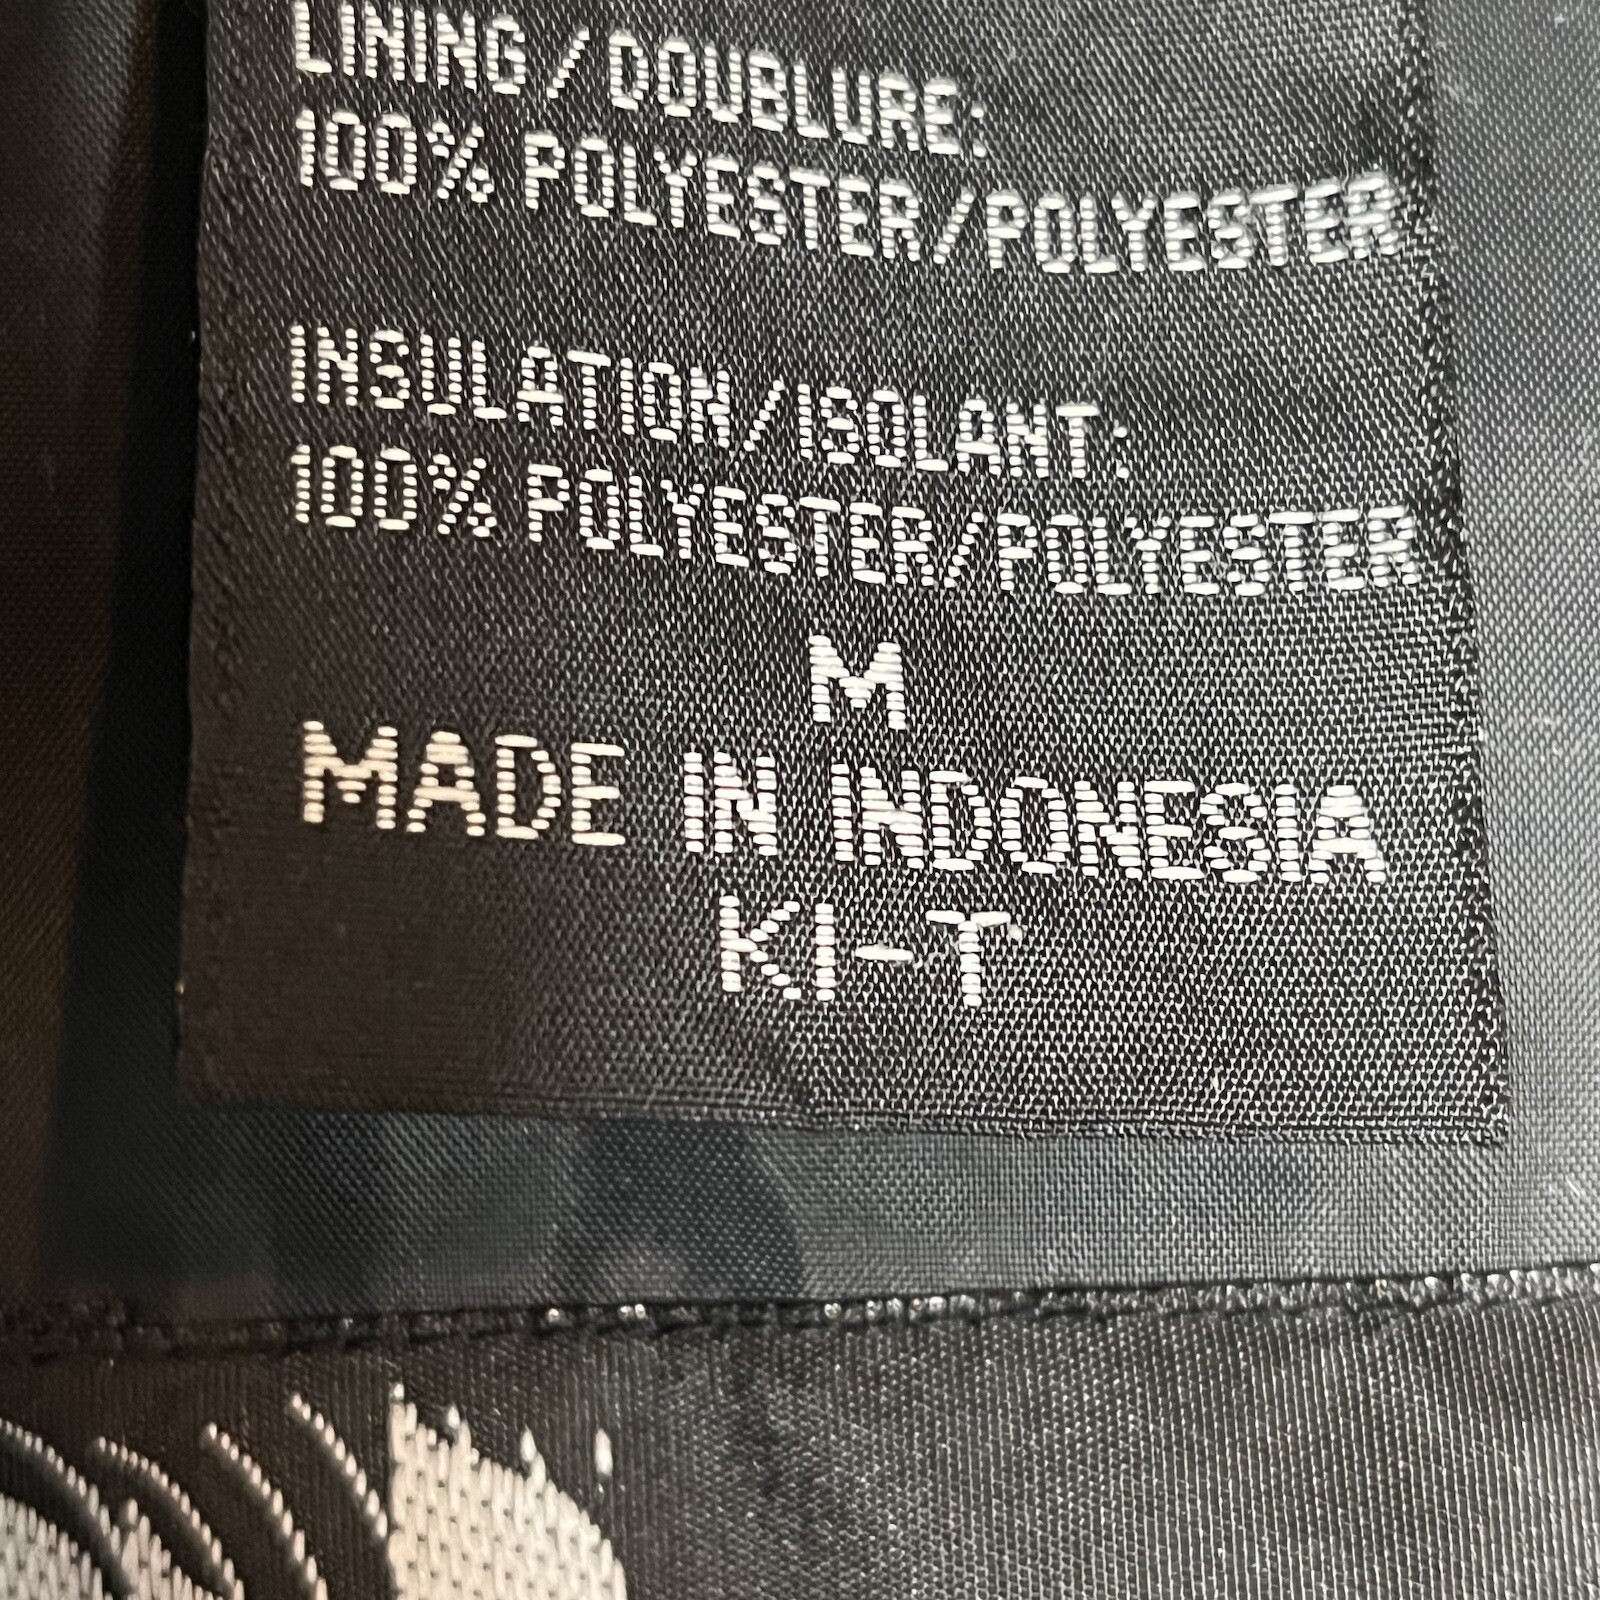 LINING/DOUBLURE:
100% POLYESTER/POLYESTER
INSULATION/ISOLANT:
100% POLYESTER/POLYESTER
M
MADE IN INDONESIA
KI-T